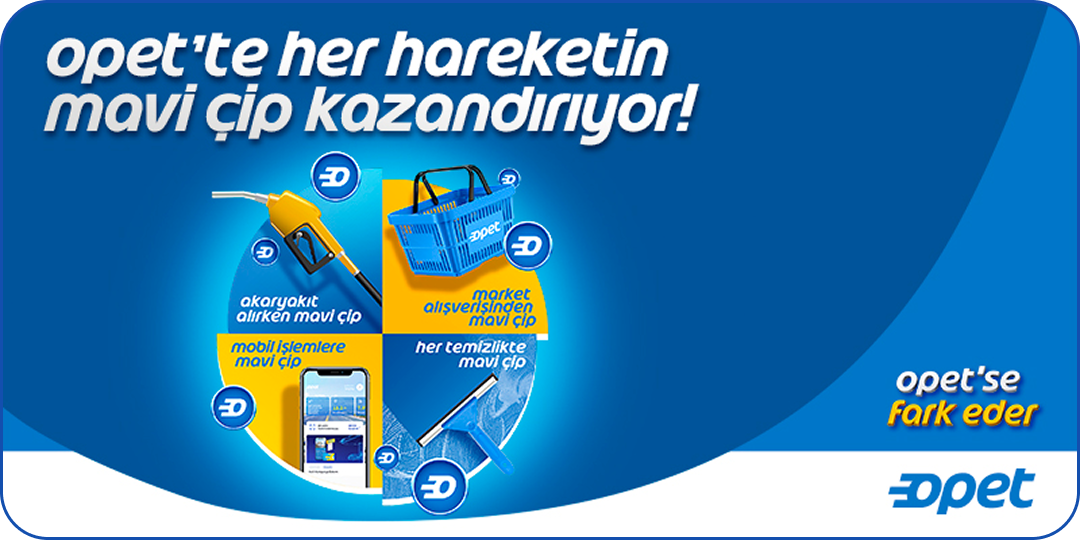 opet'te her hareketin
mavi çip kazandırıyor!
akaryakıt
alırken mavi çip
opet
market
alışverişinden
mavi çip
mobil işlemlere
mavi çip
her temizlikte
mavi çip
opet'se
fark eder
opet